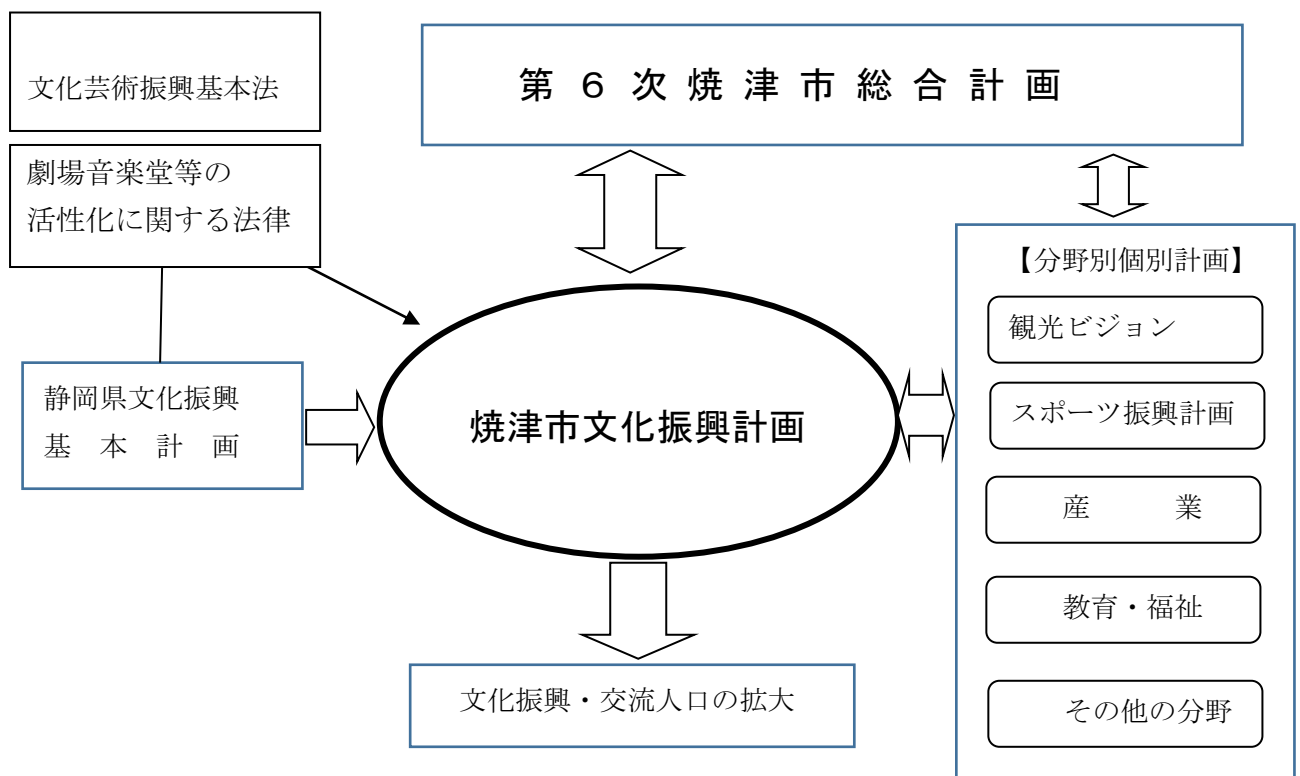 文化芸術振興基本法
第６次焼津市総合計画
劇場音楽堂等の
活性化に関する法律
【分野別個別計画】
観光ビジョン
スポーツ振興計画
産　業
教育・福祉
その他の分野
静岡県文化振興
基本計画
焼津市文化振興計画
文化振興・交流人口の拡大